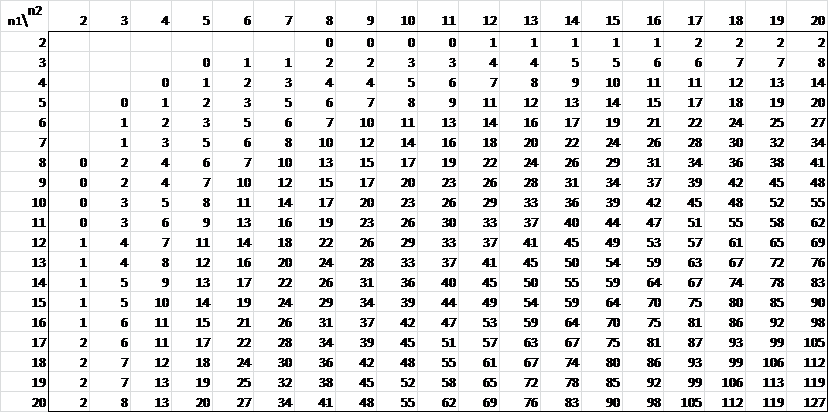 n1\n2 2 3 4 5 6 7 8 9 10 11 12 13 14 15 16 17 18 19 20
2 0 0 0 0 1 1 1 1 1 2 2 2 2
3 0 1 1 2 2 3 3 4 4 5 5 6 6 7 7 8
4 0 1 2 3 4 4 5 6 7 8 9 10 11 11 12 13 14
5 0 1 2 3 5 6 7 8 9 11 12 13 14 15 17 18 19 20
6 1 2 3 5 6 7 10 11 13 14 16 17 19 21 22 24 25 27
7 1 3 5 6 8 10 12 14 16 18 20 22 24 26 28 30 32 34
8 0 2 4 6 7 10 13 15 17 19 22 24 26 29 31 34 36 38 41
9 0 2 4 7 10 12 15 17 20 23 26 28 31 34 37 39 42 45 48
10 0 3 5 8 11 14 17 20 23 26 29 33 36 39 42 45 48 52 55
11 0 3 6 9 13 16 19 23 26 30 33 37 40 44 47 51 55 58 62
12 1 4 7 11 14 18 22 26 29 33 37 41 45 49 53 57 61 65 69
13 1 4 8 12 16 20 24 28 33 37 41 45 50 54 59 63 67 72 76
14 1 5 9 13 17 22 26 31 36 40 45 50 55 59 64 67 74 78 83
15 1 5 10 14 19 24 29 34 39 44 49 54 59 64 70 75 80 85 90
16 1 6 11 15 21 26 31 37 42 47 53 59 64 70 75 81 86 92 98
17 2 6 11 17 22 28 34 39 45 51 57 63 67 75 81 87 93 99 105
18 2 7 12 18 24 30 36 42 48 55 61 67 74 80 86 93 99 106 112
19 2 7 13 19 25 32 38 45 52 58 65 72 78 85 92 99 106 113 119
20 2 8 13 20 27 34 41 48 55 62 69 76 83 90 98 105 112 119 127